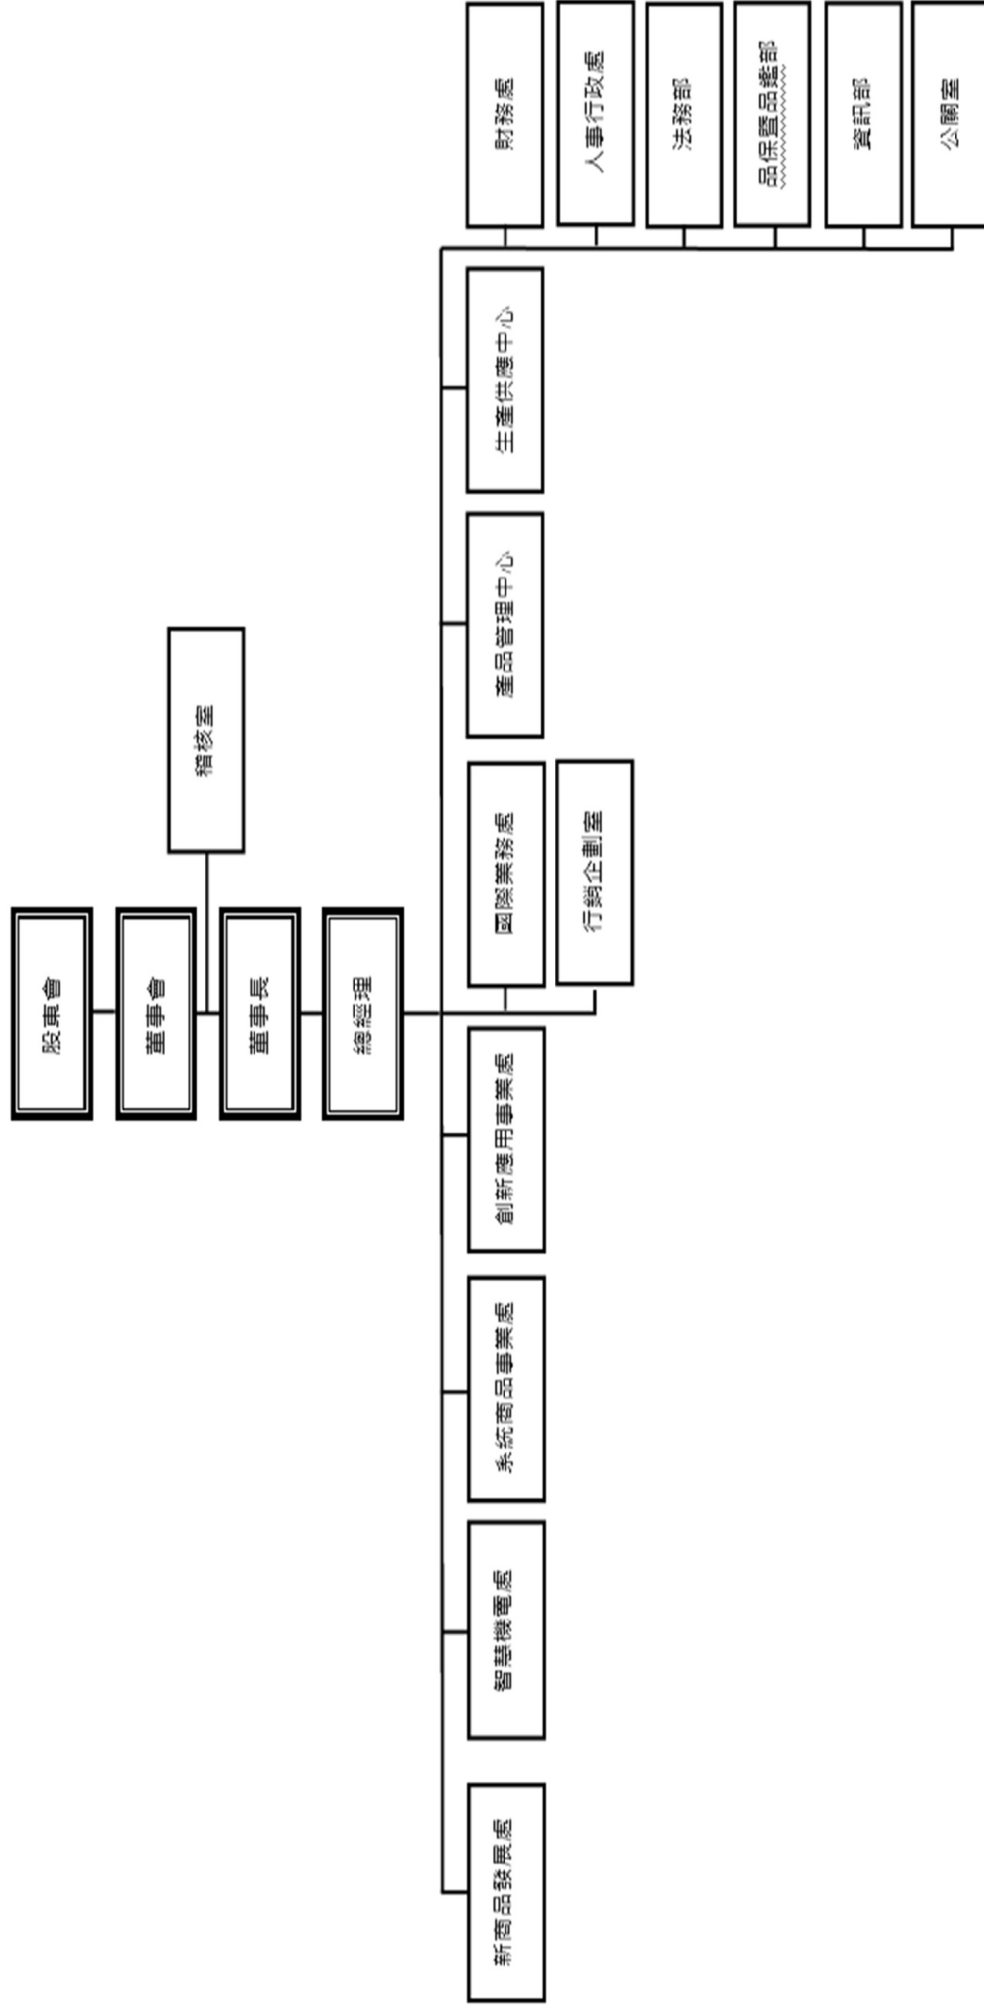 股東會
董事會
稽核室
董事長
總經理
新商品發展處
智慧機電處
系統商品事業處
創新應用事業處
國際業務處
行銷企劃室
產品管理中心
生產供應中心
財務處
人事行政處
法務部
品保暨品鑑部
資訊部
公關室